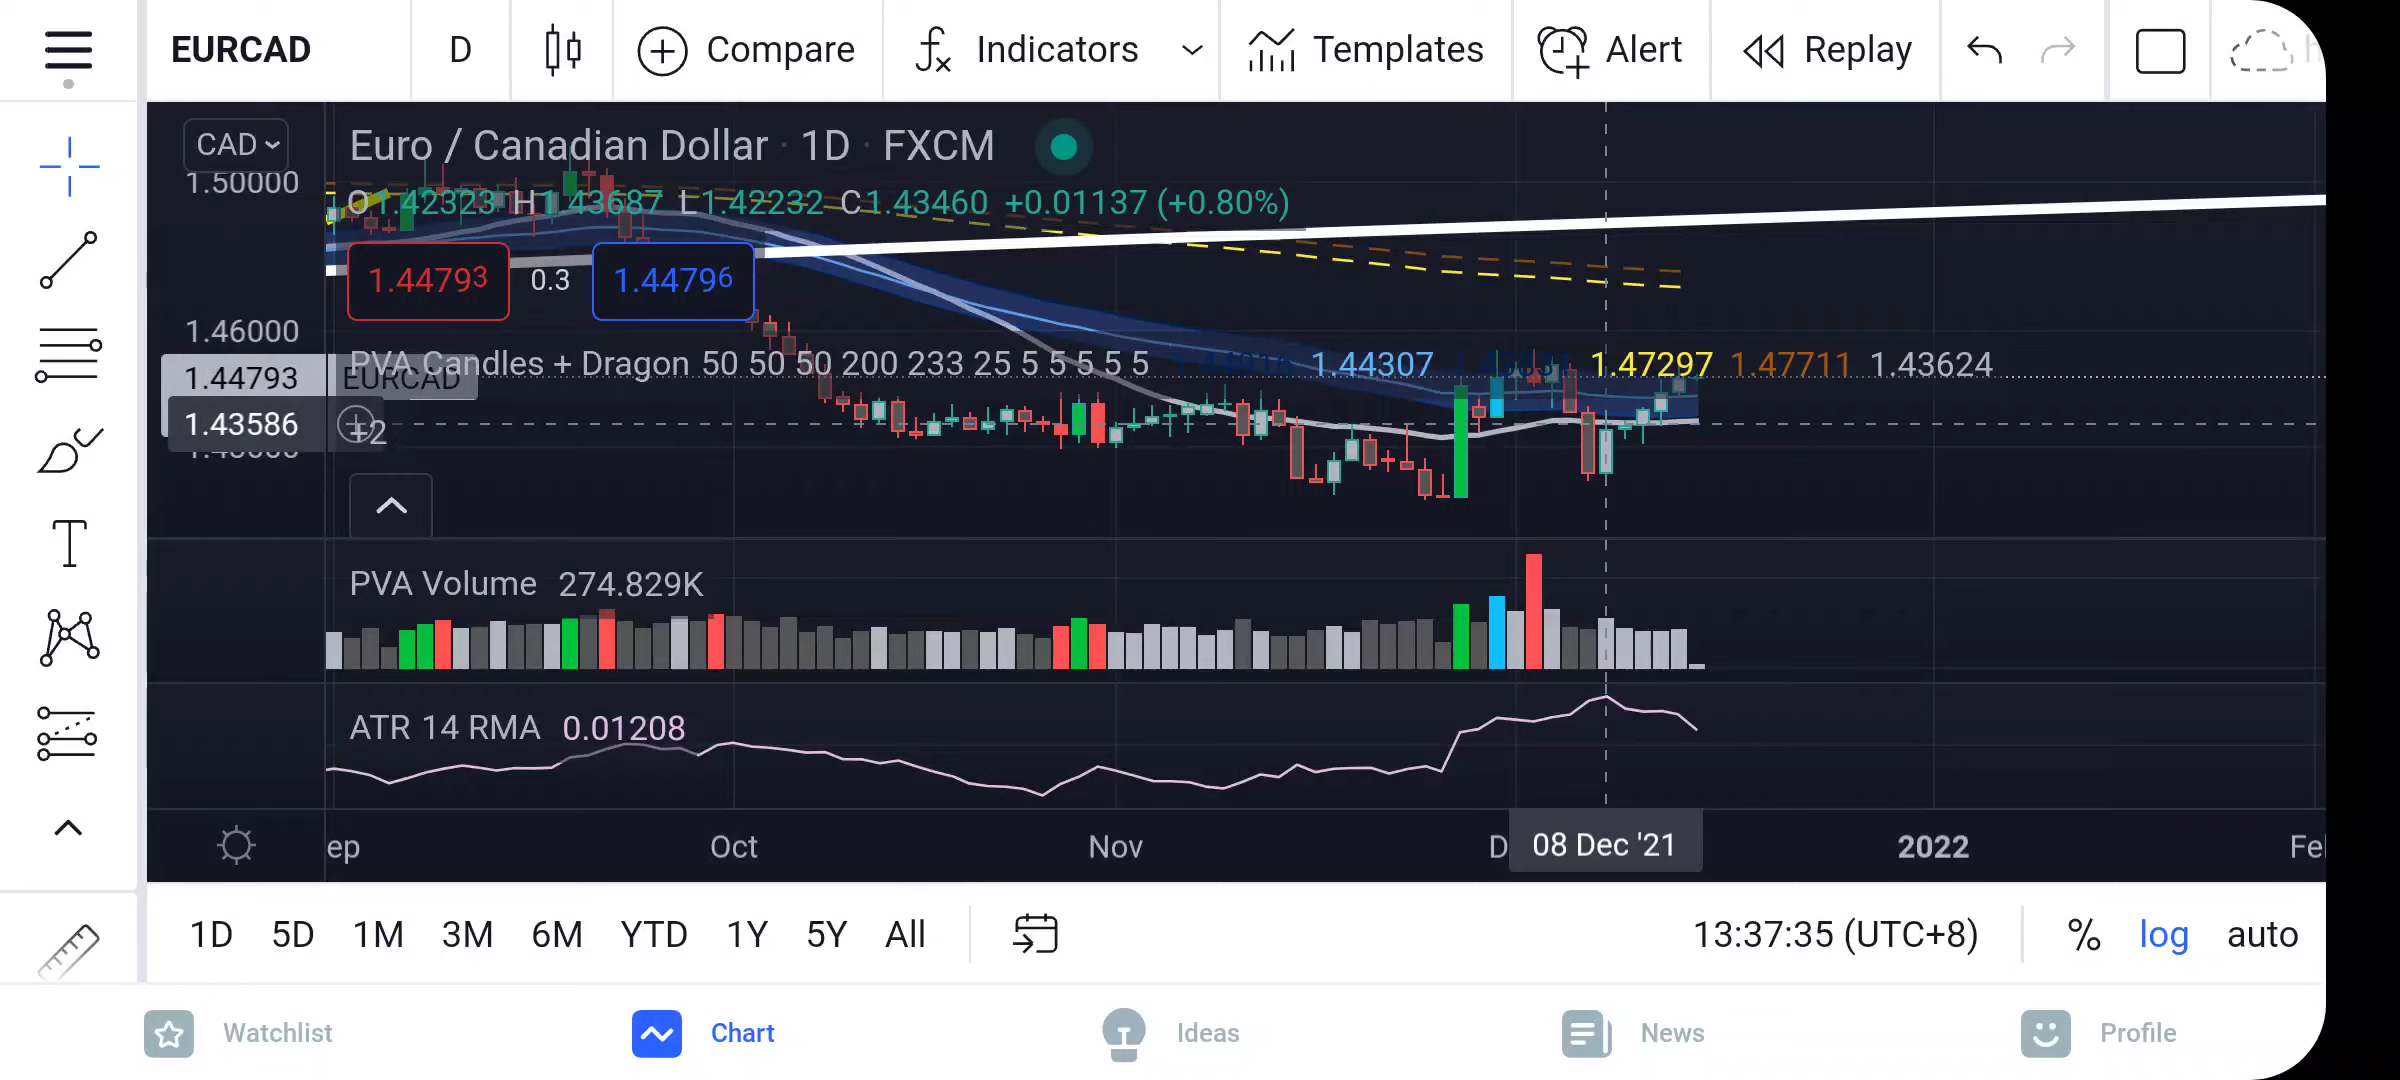 EURCAD D Compare Indicators Templates Alert Replay
CAD
Euro / Canadian Dollar · 1D · FXCM
1.50000
O1.42323 H1.43687 L1.42232 C1.43460 +0.01137 (+0.80%)
1.44793 0.3 1.44796
1.46000
PVA Candles + Dragon 50 50 50 200 233 25 5 5 5 5 5 1.44307 1.47297 1.47711 1.43624
1.44793 EURCAD
1.43586 +2
PVA Volume 274.829K
ATR 14 RMA 0.01208
ep Oct Nov D 08 Dec '21 2022 Fe
1D 5D 1M 3M 6M YTD 1Y 5Y All 13:37:35 (UTC+8) % log auto
Watchlist Chart Ideas News Profile